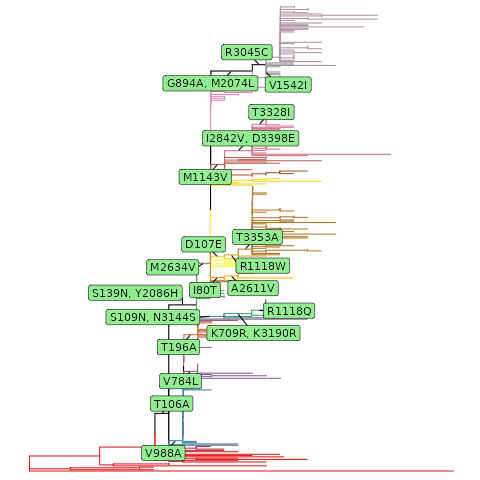 R3045C
G894A, M2074L
V1542I
T3328I
I2842V, D3398E
M1143V
T3353A
D107E
R1118W
M2634V
I80T
A2611V
S139N, Y2086H
R1118Q
S109N, N3144S
K709R, K3190R
T196A
V784L
T106A
V988A